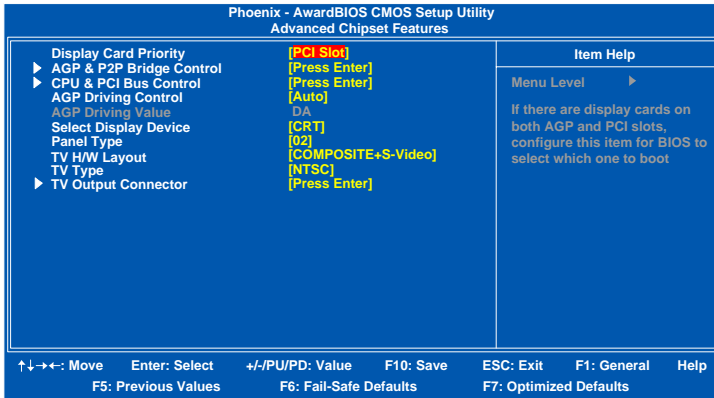 Phoenix - AwardBIOS CMOS Setup Utility
Advanced Chipset Features
Display Card Priority [PCI Slot]
AGP & P2P Bridge Control [Press Enter]
CPU & PCI Bus Control [Press Enter]
AGP Driving Control [Auto]
AGP Driving Value DA
Select Display Device [CRT]
Panel Type [02]
TV H/W Layout [COMPOSITE+S-Video]
TV Type [NTSC]
TV Output Connector [Press Enter]
Item Help
Menu Level
If there are display cards on
both AGP and PCI slots,
configure this item for BIOS to
select which one to boot
↑↓→←: Move Enter: Select +/-/PU/PD: Value F10: Save ESC: Exit F1: General Help
F5: Previous Values F6: Fail-Safe Defaults F7: Optimized Defaults